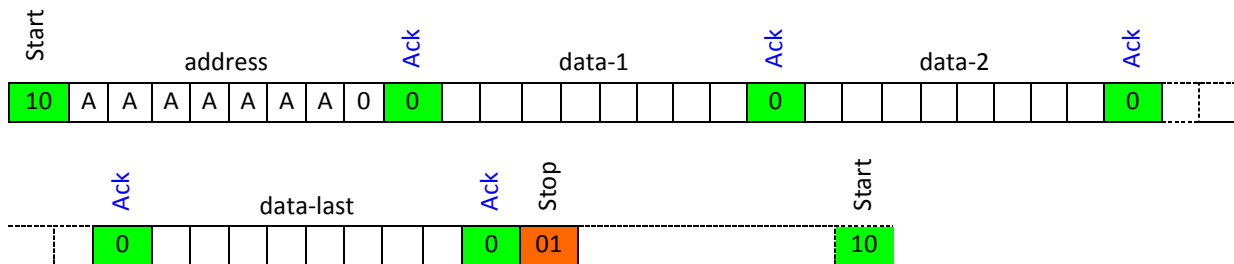 Start address Ack data-1 Ack data-2 Ack
10 A A A A A A A 0 0 0 0
Ack data-last Ack Stop Start
0 0 01 10